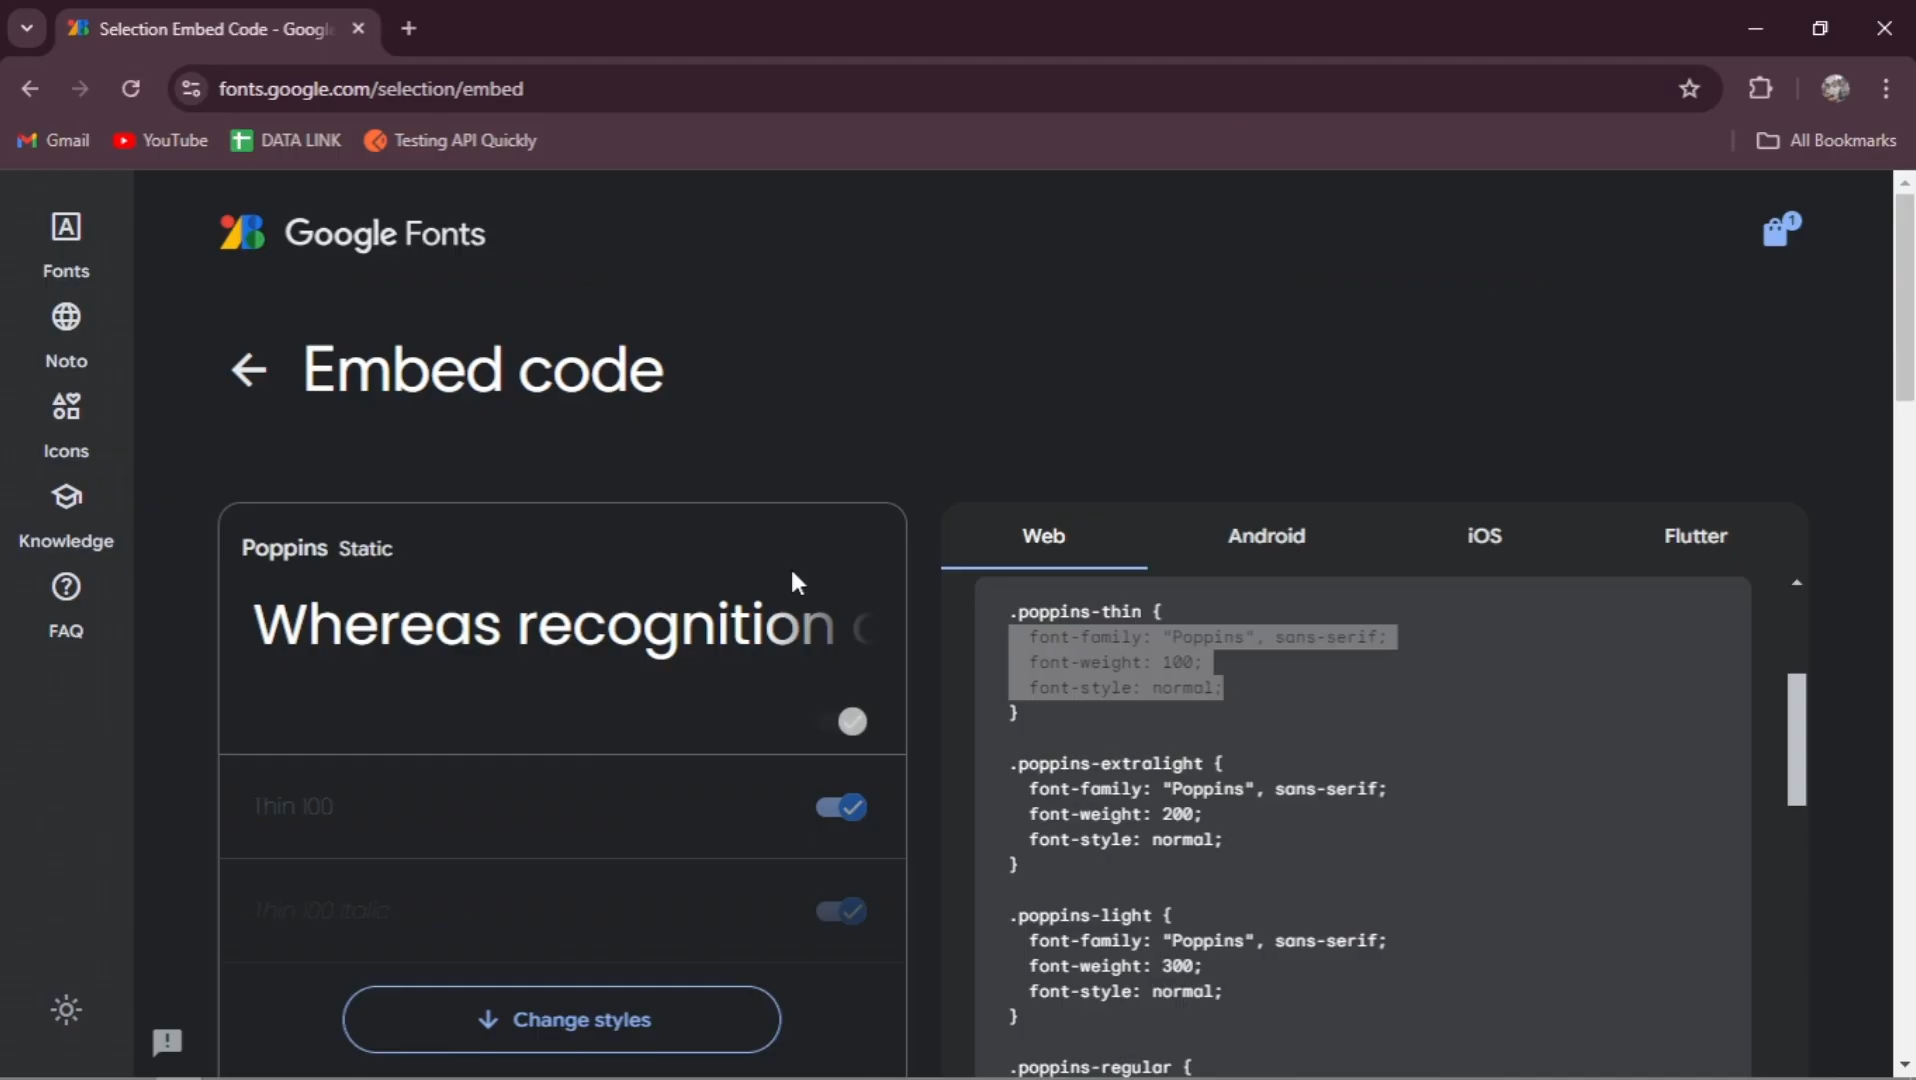 Selection Embed Code - Googl
fonts.google.com/selection/embed
Gmail
YouTube
DATA LINK
Testing API Quickly
All Bookmarks
Fonts
Noto
Icons
Knowledge
FAQ
Google Fonts
1
Embed code
Poppins Static
Whereas recognition
Thin 100
Thin 100 Italic
Change styles
Web
Android
iOS
Flutter
.poppins-thin {
font-family: "Poppins", sans-serif;
font-weight: 100;
font-style: normal;
}
.poppins-extralight {
font-family: "Poppins", sans-serif;
font-weight: 200;
font-style: normal;
}
.poppins-light {
font-family: "Poppins", sans-serif;
font-weight: 300;
font-style: normal;
}
.poppins-regular {